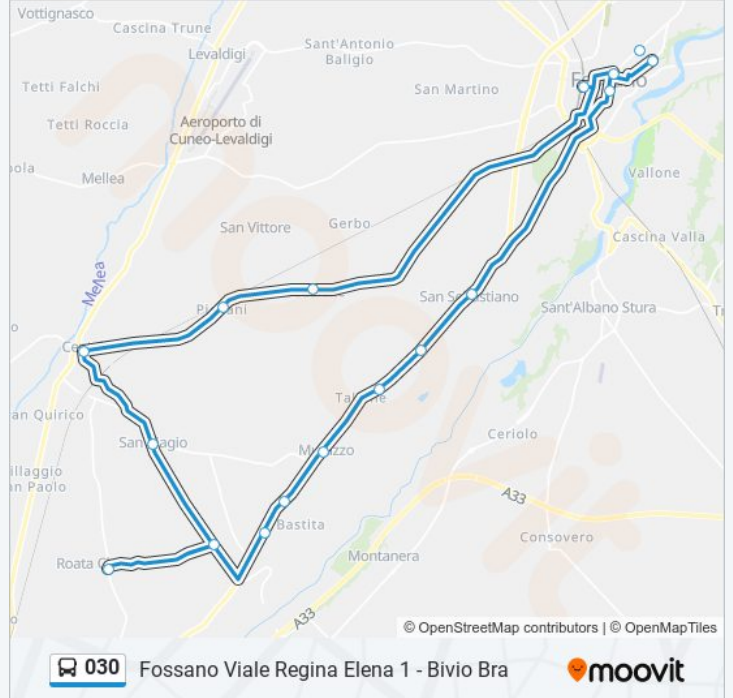 Vottignasco
Cascina Trune
Levaldigi
Sant'Antonio
Baligio
Tetti Falchi
San Martino
Tetti Roccia
Aeroporto di
Cuneo-Levaldigi
Mellea
Vallone
San Vittore
Gerbo
Cascina Valla
Mellea
San Sebastiano
Sant'Albano Stura
Ceriolo
A33
Consovero
Bastita
Montanera
Roata
A33
© OpenStreetMap contributors | © OpenMapTiles
030 Fossano Viale Regina Elena 1 - Bivio Bra
moovit